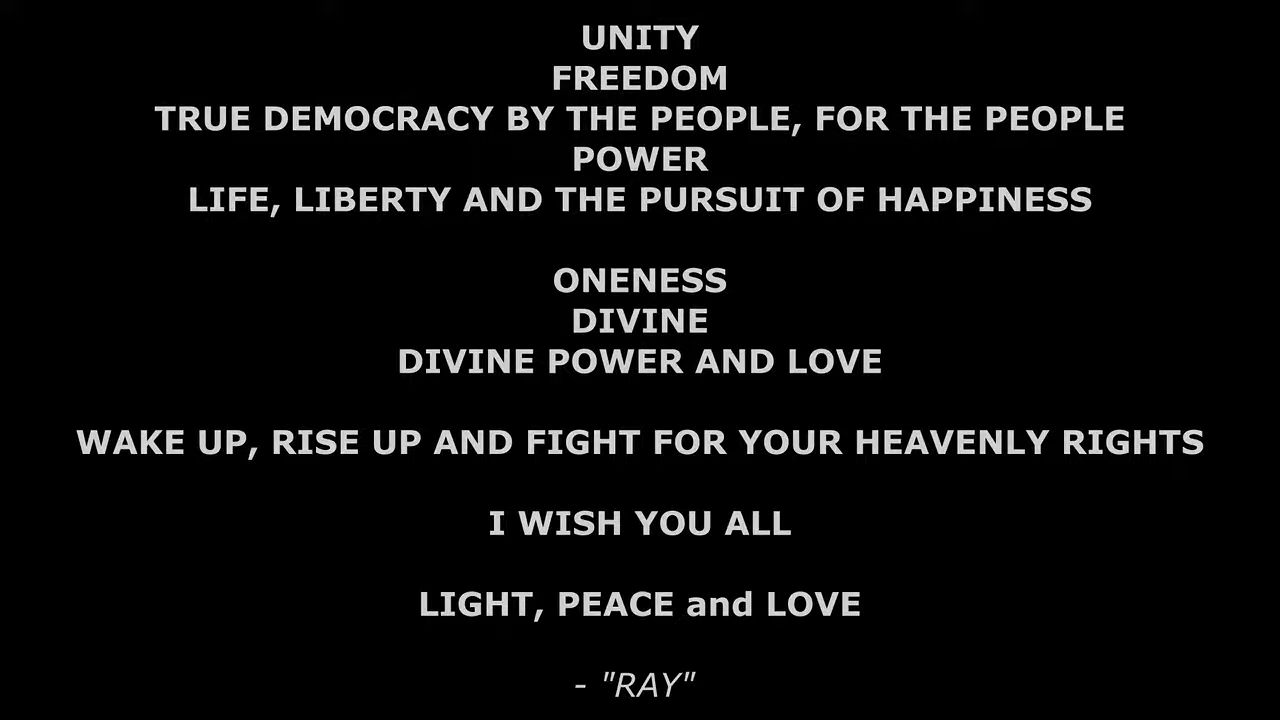 UNITY
FREEDOM
TRUE DEMOCRACY BY THE PEOPLE, FOR THE PEOPLE
POWER
LIFE, LIBERTY AND THE PURSUIT OF HAPPINESS
ONENESS
DIVINE
DIVINE POWER AND LOVE
WAKE UP, RISE UP AND FIGHT FOR YOUR HEAVENLY RIGHTS
I WISH YOU ALL
LIGHT, PEACE and LOVE
- "RAY"